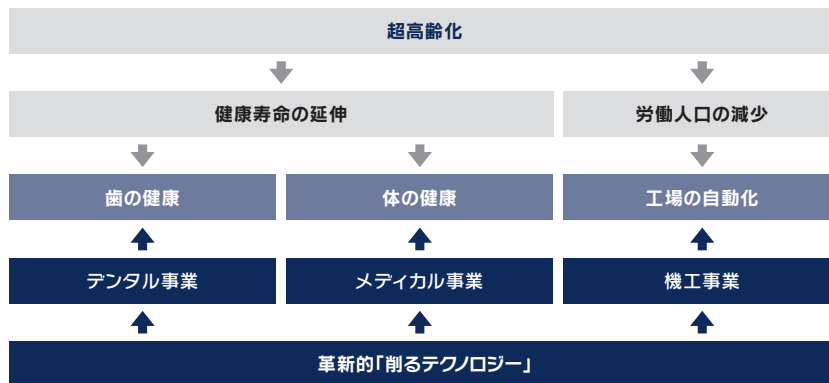 超高齢化
健康寿命の延伸
労働人口の減少
歯の健康
体の健康
工場の自動化
デンタル事業
メディカル事業
機工事業
革新的「削るテクノロジー」